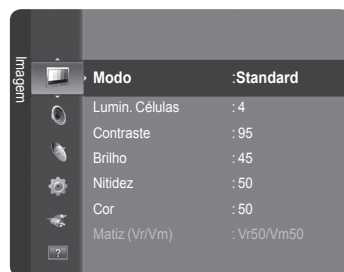 Imagem
Modo :Standard
Lumin. Células : 4
Contraste : 95
Brilho : 45
Nitidez : 50
Cor : 50
Matiz (Vr/Vm) : Vr50/Vm50
?